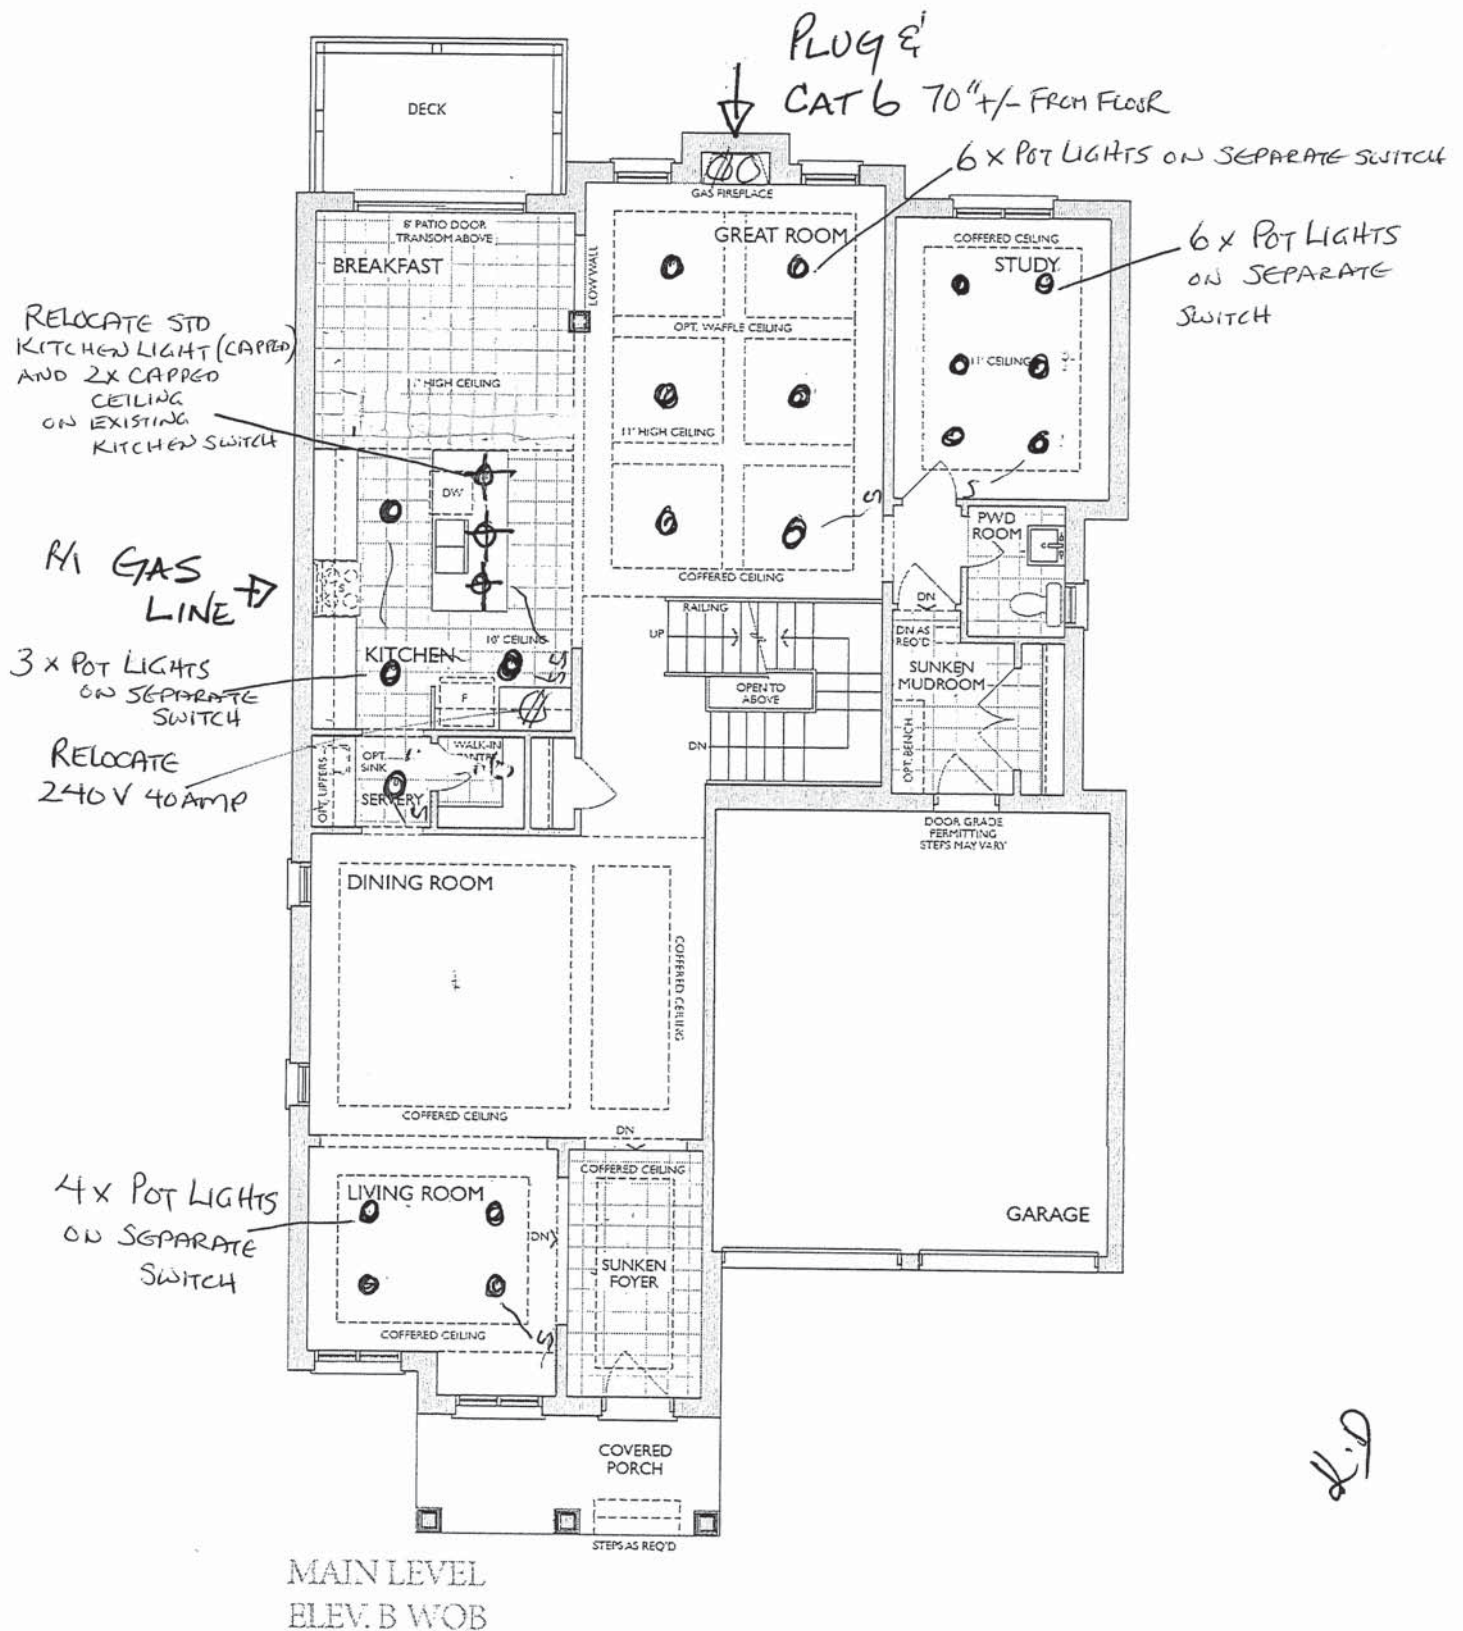 PLUG &
CAT 6 70"+/- FROM FLOOR
6 x POT LIGHTS ON SEPARATE SWITCH
DECK
GAS FIREPLACE
6' PATIO DOOR
TRANSOM ABOVE
BREAKFAST
GREAT ROOM
COFFERED CEILING
STUDY
6 x POT LIGHTS
ON SEPARATE
SWITCH
LOW WALL
RELOCATE STD
KITCHEN LIGHT (CAPPED)
AND 2X CAPPED
CEILING
ON EXISTING
KITCHEN SWITCH
OPT. WAFFLE CEILING
11' CEILING
HIGH CEILING
11' HIGH CEILING
S
S
DW
PWD
ROOM
R/I GAS
LINE
COFFERED CEILING
RAILING
UP
DN
DN AS
REQ'D
10' CEILING
KITCHEN
S S
3 x POT LIGHTS
ON SEPARATE
SWITCH
F
OPEN TO
ABOVE
SUNKEN
MUDROOM
OPT. BENCH
DN
RELOCATE
240V 40AMP
OPT. UPPERS
OPT.
SINK
WALK-IN
PANTRY
SERVERY
S
DOOR GRADE
PERMITTING
STEPS MAY VARY
DINING ROOM
COFFERED CEILING
COFFERED CEILING
DN
COFFERED CEILING
4 x POT LIGHTS
ON SEPARATE
SWITCH
LIVING ROOM
DN
GARAGE
SUNKEN
FOYER
COFFERED CEILING
S
COVERED
PORCH
K.D
STEPS AS REQ'D
MAIN LEVEL
ELEV. B WOB